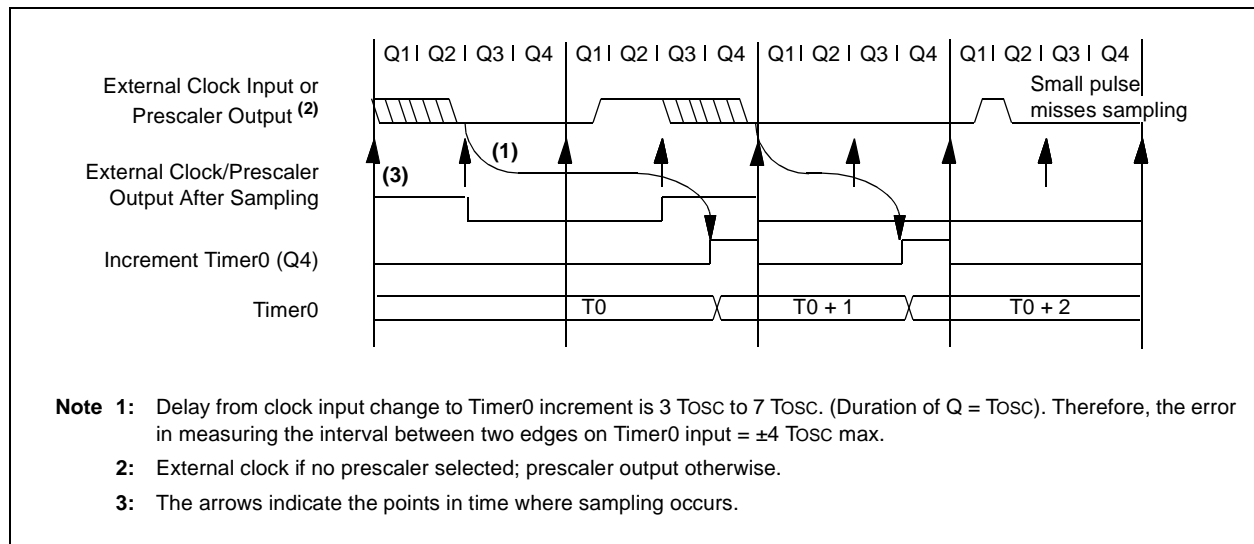 Q1 | Q2 | Q3 | Q4 | Q1 | Q2 | Q3 | Q4 | Q1 | Q2 | Q3 | Q4 | Q1 | Q2 | Q3 | Q4
External Clock Input or
Prescaler Output (2)
Small pulse
misses sampling
(1)
External Clock/Prescaler
Output After Sampling
(3)
Increment Timer0 (Q4)
Timer0
T0
T0 + 1
T0 + 2
Note 1: Delay from clock input change to Timer0 increment is 3 TOSC to 7 TOSC. (Duration of Q = TOSC). Therefore, the error
in measuring the interval between two edges on Timer0 input = ±4 TOSC max.
2: External clock if no prescaler selected; prescaler output otherwise.
3: The arrows indicate the points in time where sampling occurs.